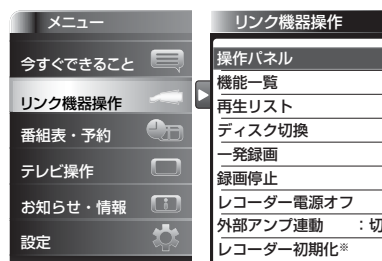 メニュー
今すぐできること
リンク機器操作
番組表・予約
テレビ操作
お知らせ・情報
設定
リンク機器操作
操作パネル
機能一覧
再生リスト
ディスク切換
一発録画
録画停止
レコーダー電源オフ
外部アンプ連動 :切
レコーダー初期化※